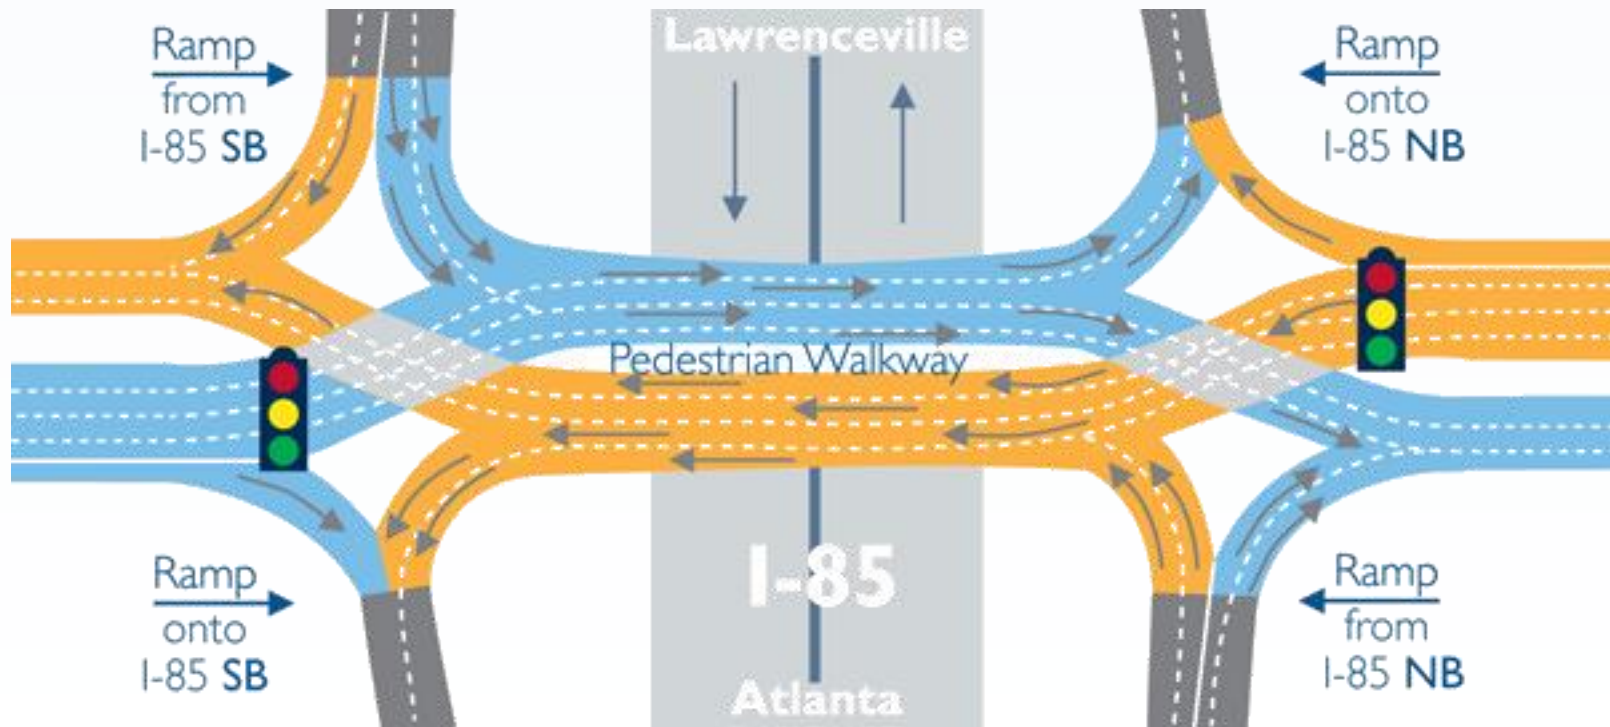 Ramp
from
I-85 SB
Lawrenceville
Ramp
onto
I-85 NB
Pedestrian Walkway
Ramp
onto
I-85 SB
I-85
Atlanta
Ramp
from
I-85 NB